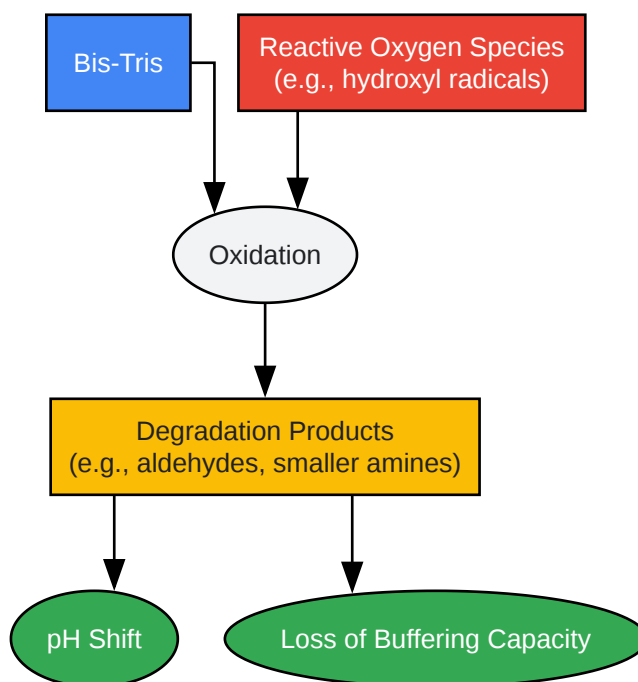 Bis-Tris
Reactive Oxygen Species
(e.g., hydroxyl radicals)
Oxidation
Degradation Products
(e.g., aldehydes, smaller amines)
pH Shift
Loss of Buffering Capacity